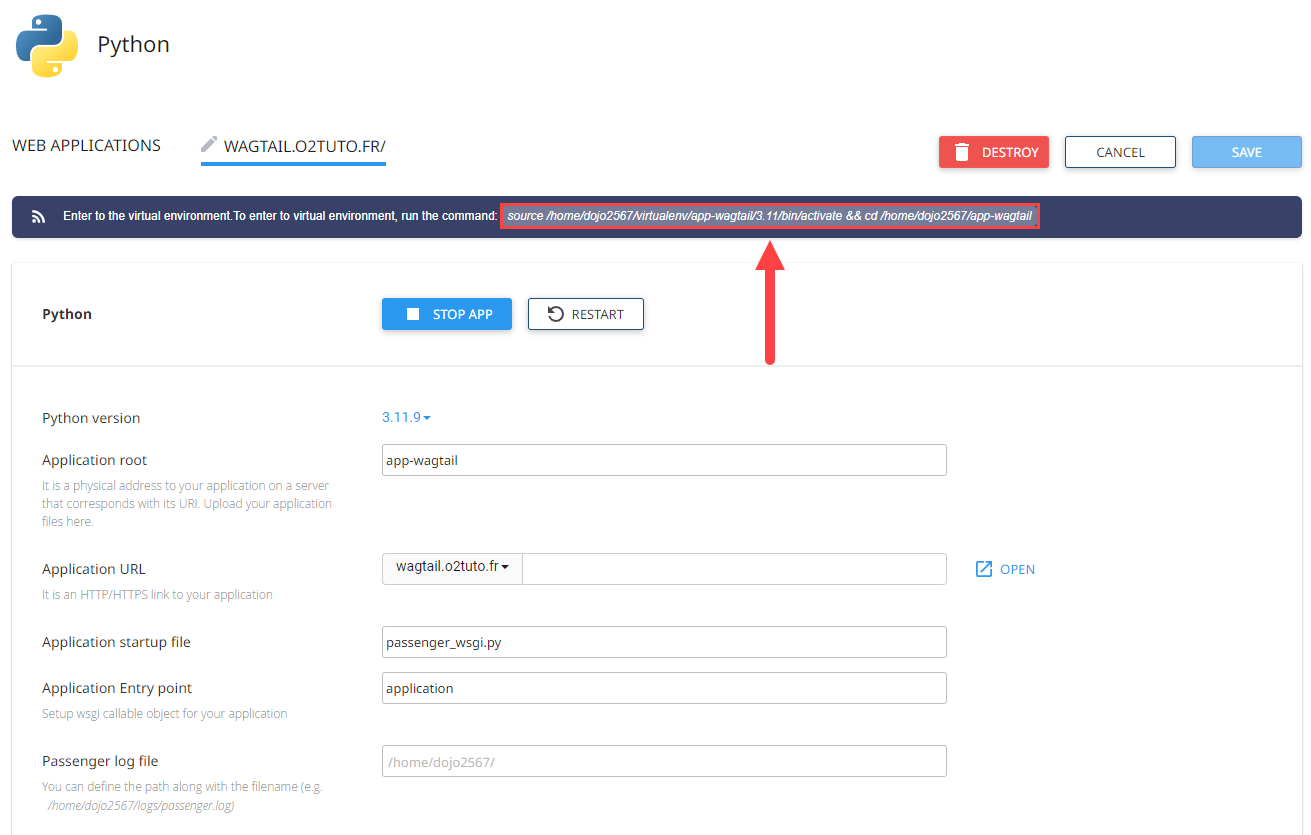 Python
WEB APPLICATIONS
WAGTAIL.O2TUTO.FR/
DESTROY
CANCEL
SAVE
Enter to the virtual environment.To enter to virtual environment, run the command: source /home/dojo2567/virtualenv/app-wagtail/3.11/bin/activate && cd /home/dojo2567/app-wagtail
Python
STOP APP
RESTART
Python version
3.11.9
Application root
app-wagtail
It is a physical address to your application on a server
that corresponds with its URI. Upload your application
files here.
Application URL
wagtail.o2tuto.fr
OPEN
It is an HTTP/HTTPS link to your application
Application startup file
passenger_wsgi.py
Application Entry point
application
Setup wsgi callable object for your application
Passenger log file
/home/dojo2567/
You can define the path along with the filename (e.g.
/home/dojo2567/logs/passenger.log)